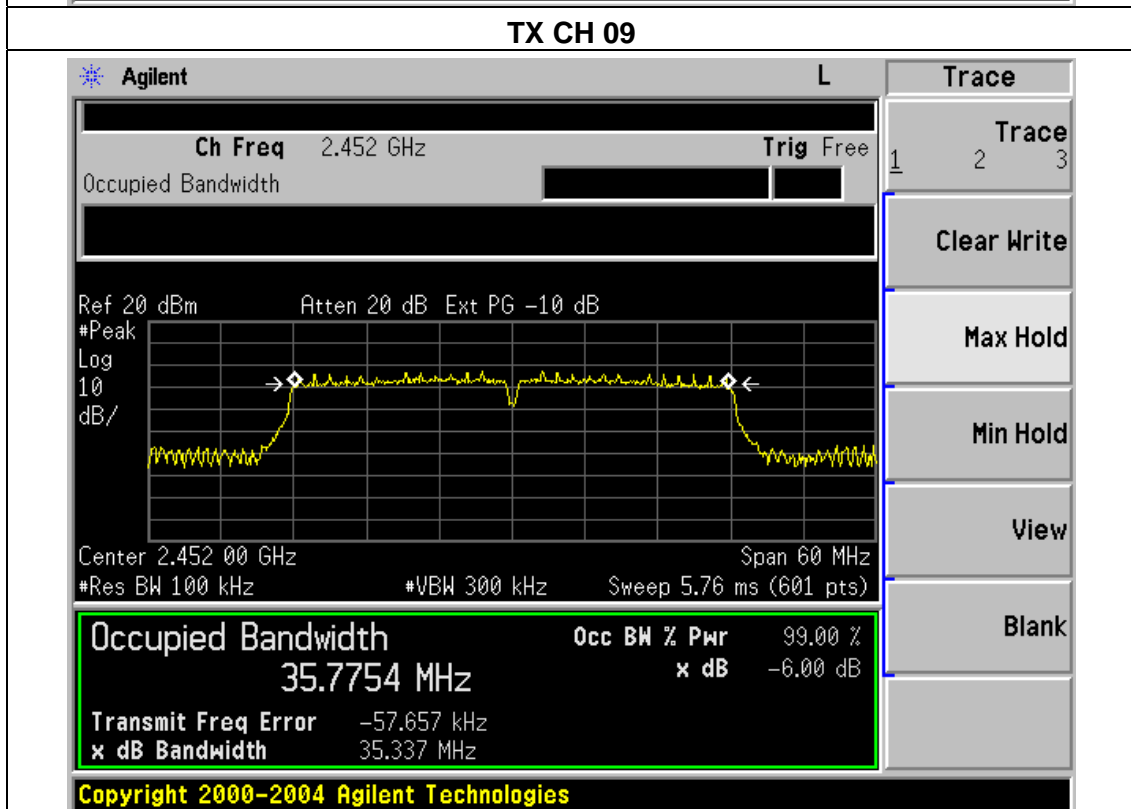 TX CH 09
Agilent L Trace
Ch Freq 2.452 GHz Trig Free
Occupied Bandwidth
Trace
1 2 3
Clear Write
Ref 20 dBm Atten 20 dB Ext PG -10 dB
#Peak
Log
10
dB/
Max Hold
Min Hold
View
Center 2.452 00 GHz Span 60 MHz
#Res BW 100 kHz #VBW 300 kHz Sweep 5.76 ms (601 pts)
Blank
Occupied Bandwidth Occ BW % Pwr 99.00 %
35.7754 MHz x dB -6.00 dB
Transmit Freq Error -57.657 kHz
x dB Bandwidth 35.337 MHz
Copyright 2000-2004 Agilent Technologies